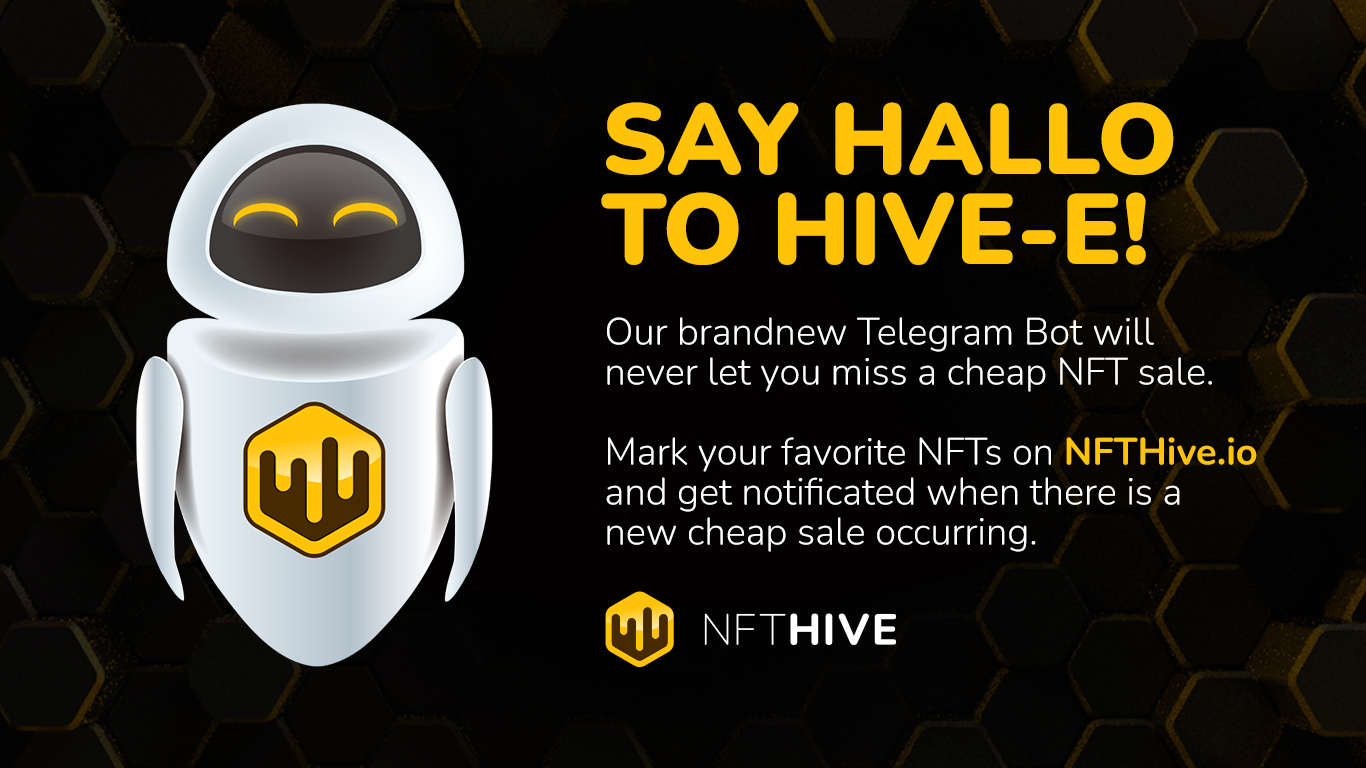 SAY HALLO
TO HIVE-E!
Our brandnew Telegram Bot will
never let you miss a cheap NFT sale.
Mark your favorite NFTs on NFTHive.io
and get notificated when there is a
new cheap sale occurring.
NFTHIVE